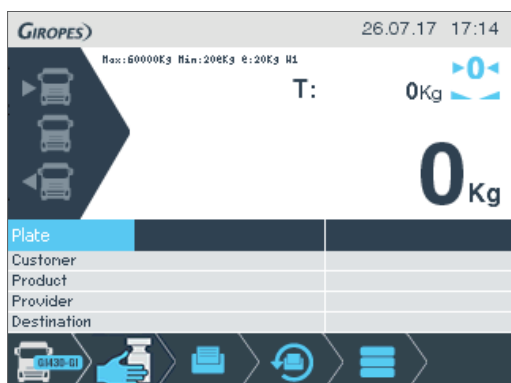 GIROPES) 26.07.17 17:14
Max:60000Kg Min:200Kg e:20Kg W1
►0◄
T: 0Kg
0Kg
Plate
Customer
Product
Provider
Destination
GI430-GI